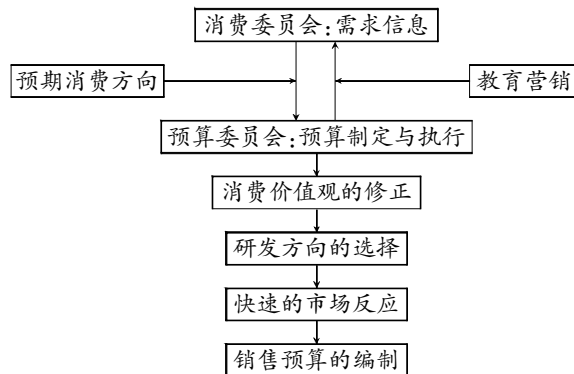 消费委员会:需求信息
预期消费方向
教育营销
预算委员会:预算制定与执行
消费价值观的修正
研发方向的选择
快速的市场反应
销售预算的编制